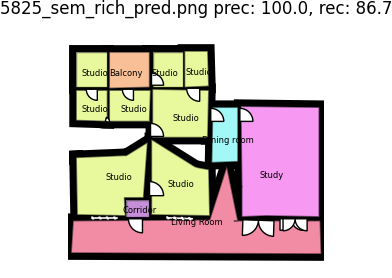 5825_sem_rich_pred.png prec: 100.0, rec: 86.7
Studio Balcony Studio Studio
Studio Studio
Studio
Dining room
Studio Studio Study
Corridor
Living Room